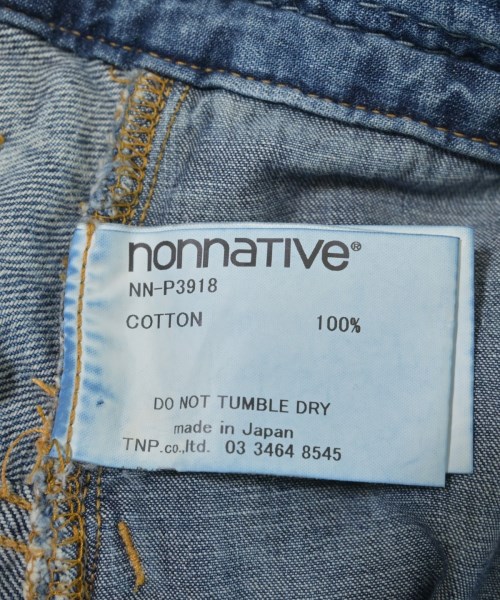 nonnative®
NN-P3918
COTTON 100%
DO NOT TUMBLE DRY
made in Japan
TNP.co.,ltd. 03 3464 8545